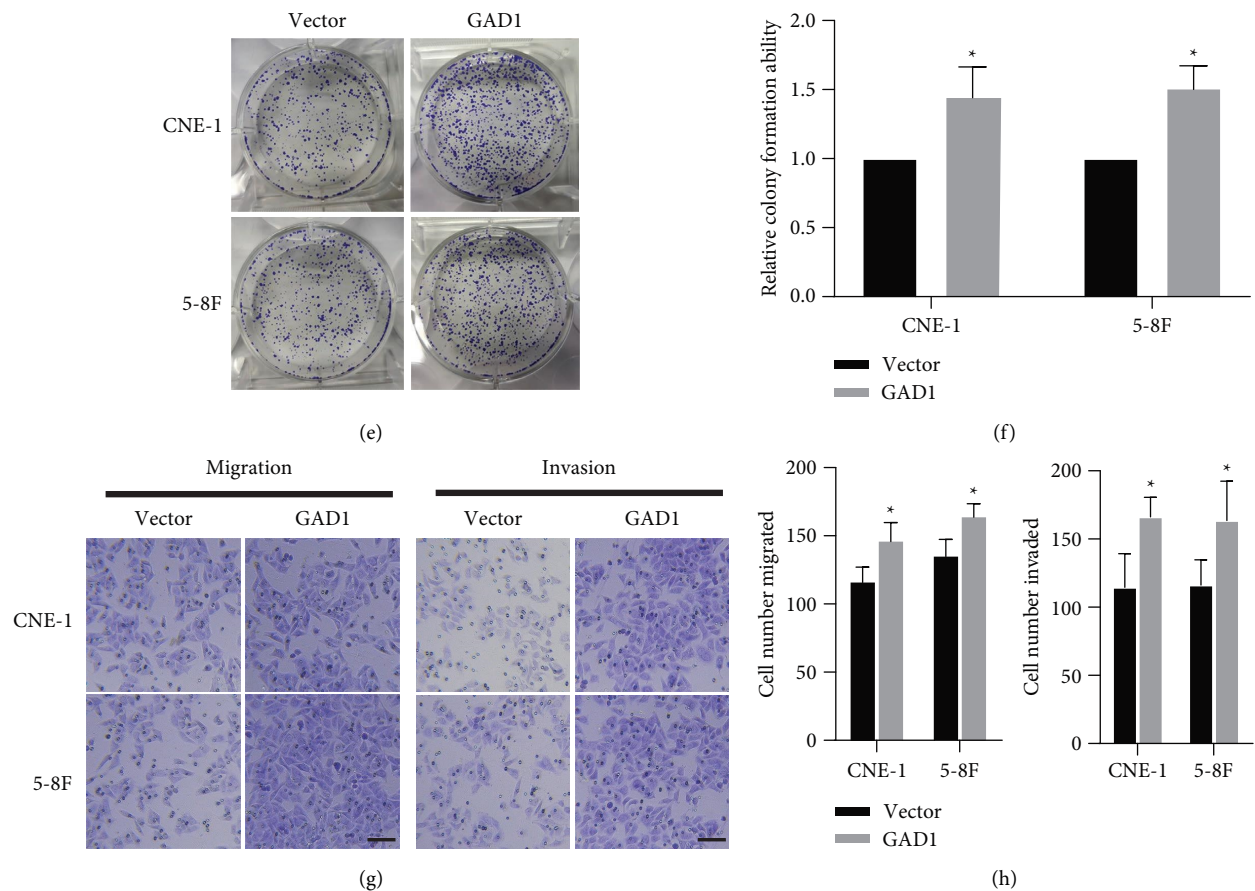 Vector GAD1
CNE-1
5-8F
(e)
Relative colony formation ability
2.0
1.5
1.0
0.5
0.0
CNE-1 5-8F
Vector
GAD1
(f)
Migration Invasion
Vector GAD1 Vector GAD1
CNE-1
5-8F
(g)
Cell number migrated
200
150
100
50
0
* *
CNE-1 5-8F
Cell number invaded
200
150
100
50
0
* *
CNE-1 5-8F
Vector
GAD1
(h)